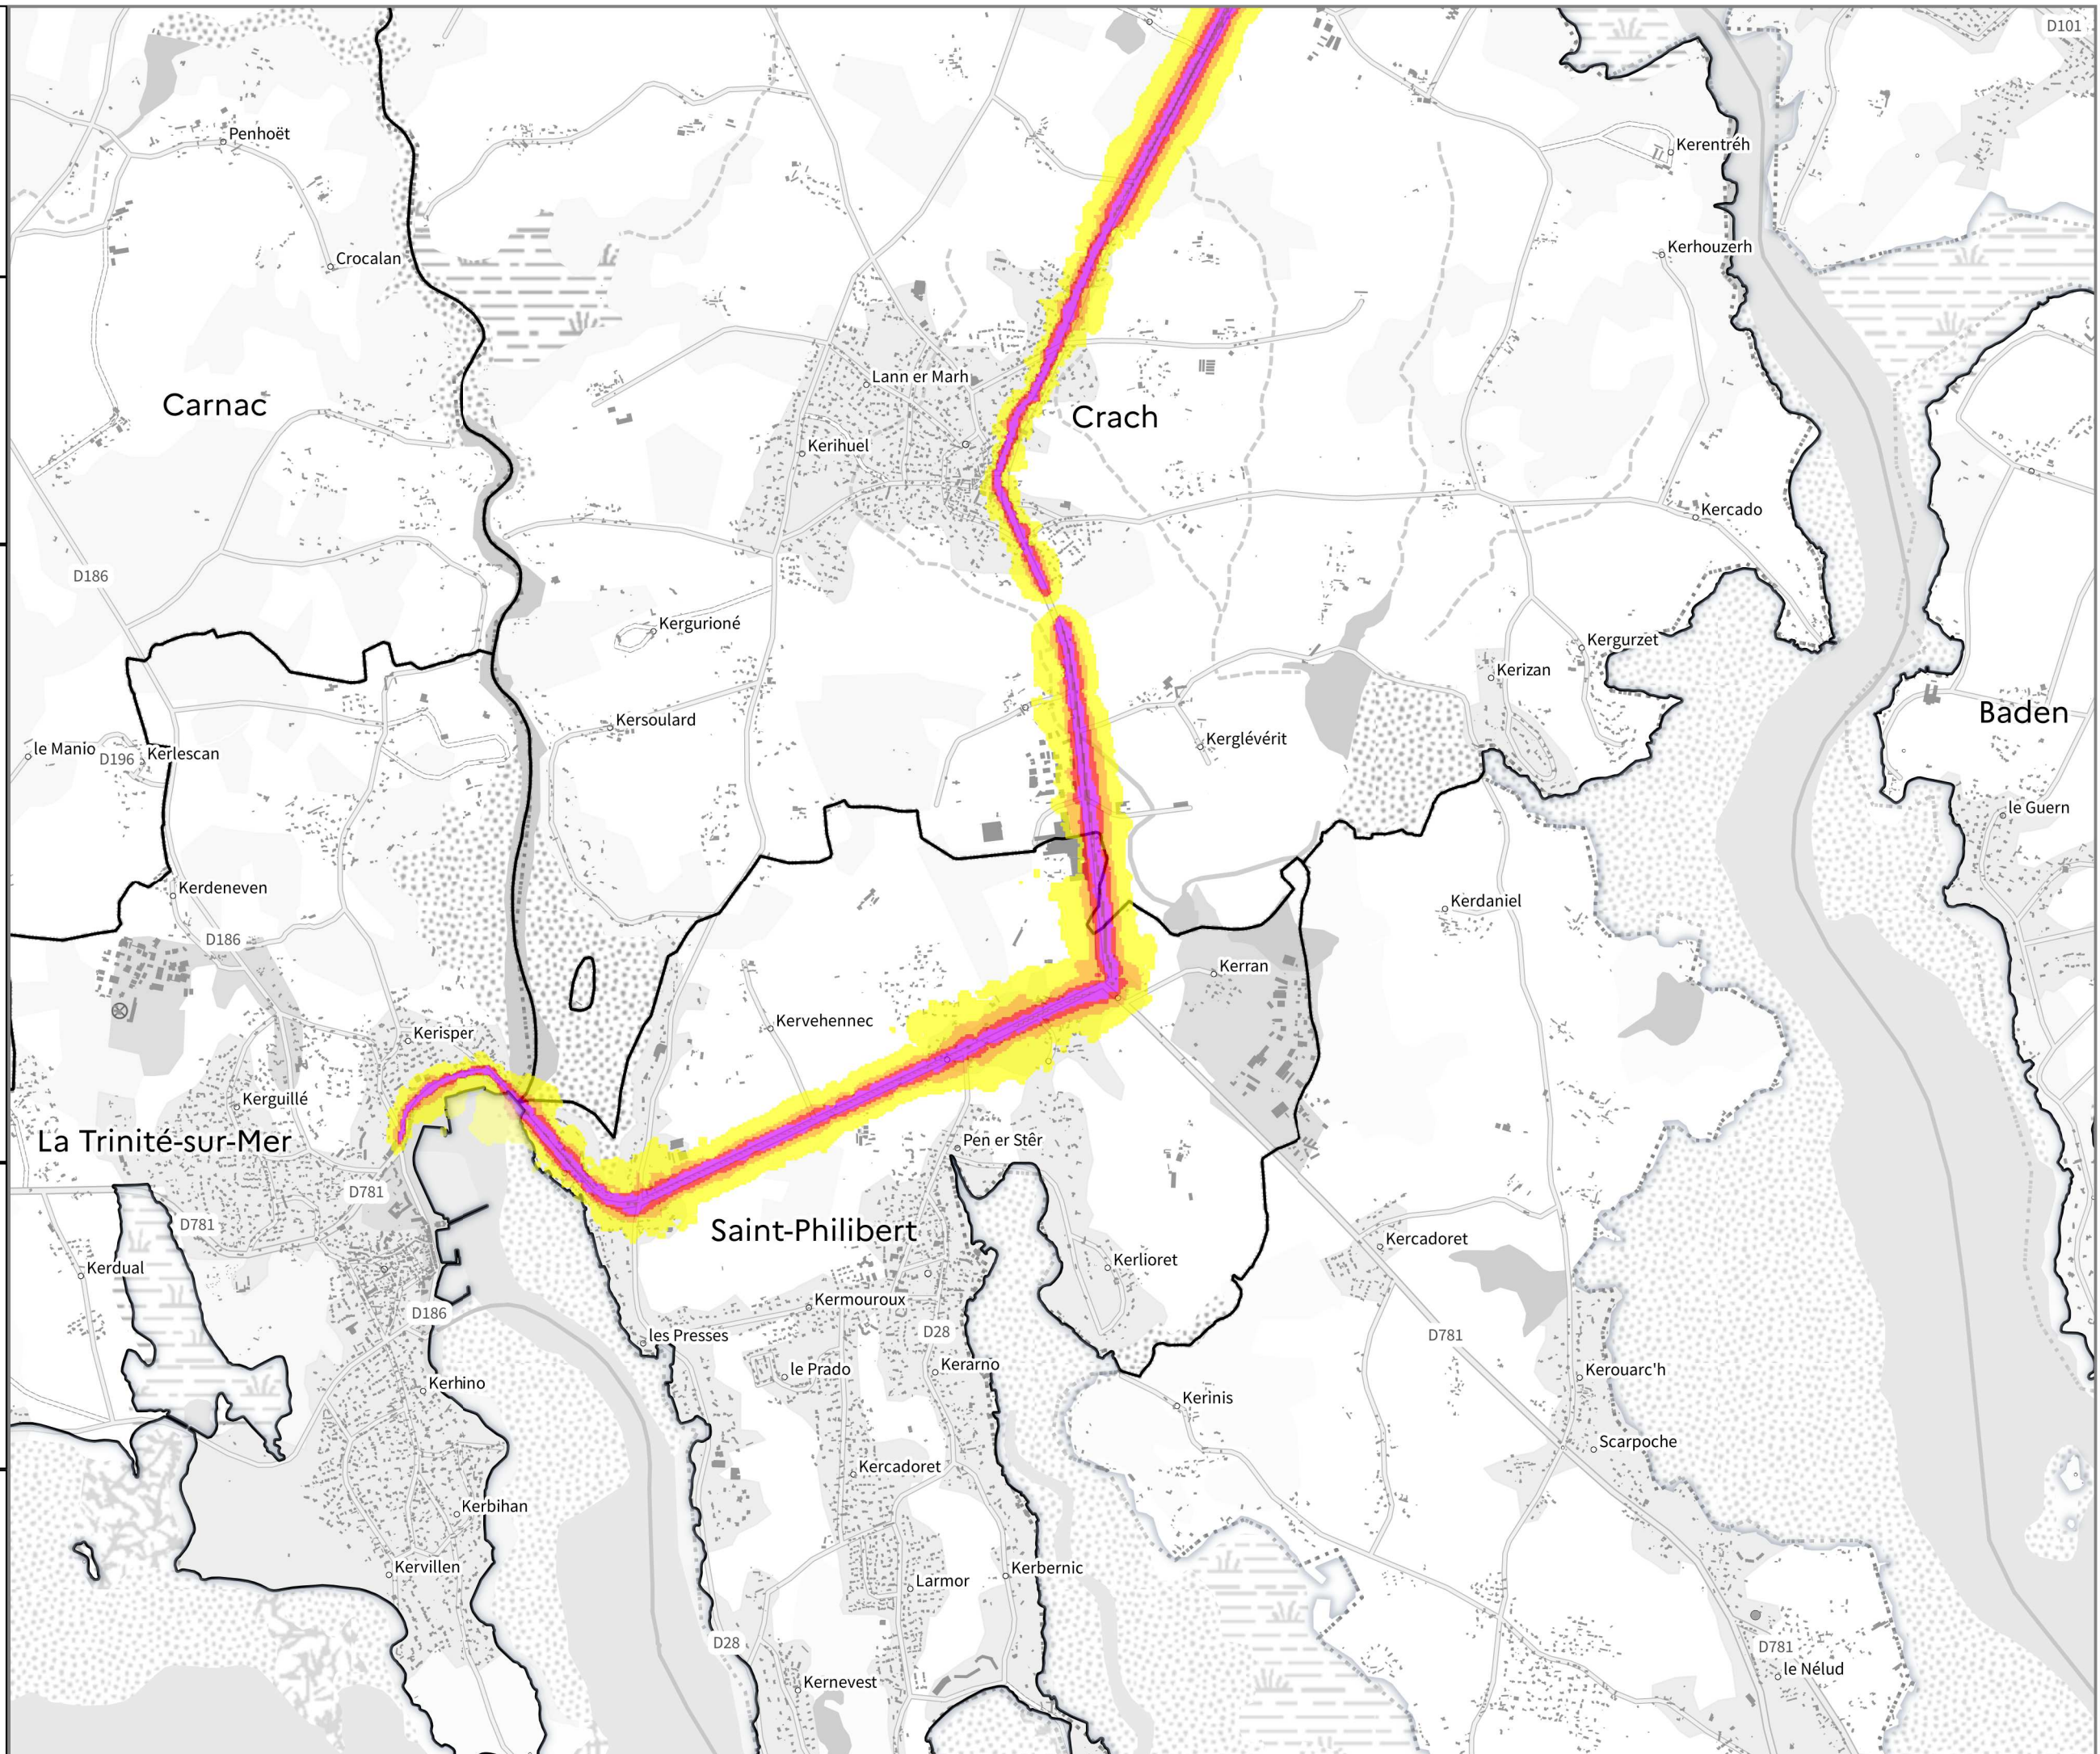 D101
Penhoët
Kerentréh
Kerhouzerh
Crocalan
Lann er Marh
Carnac
Crach
Kerihuel
Kercado
D186
Kergurioné
Kergurzet
Kerizan
Baden
Kersoulard
Kerglévérit
le Manio
D196
Kerlescan
le Guern
Kerdeneven
Kerdaniel
D186
Kerran
Kervehennec
Kerisper
Kerguillé
La Trinité-sur-Mer
Pen er Stêr
D781
D781
Saint-Philibert
Kercadoret
Kerlioret
Kerdual
Kermouroux
D186
D28
les Presses
D781
le Prado
Kerarno
Kerouarc'h
Kerhino
Kerinis
Scarpoche
Kercadoret
Kerbihan
Kervillen
Kerbernic
Larmor
D28
D781
le Nélud
Kernevest